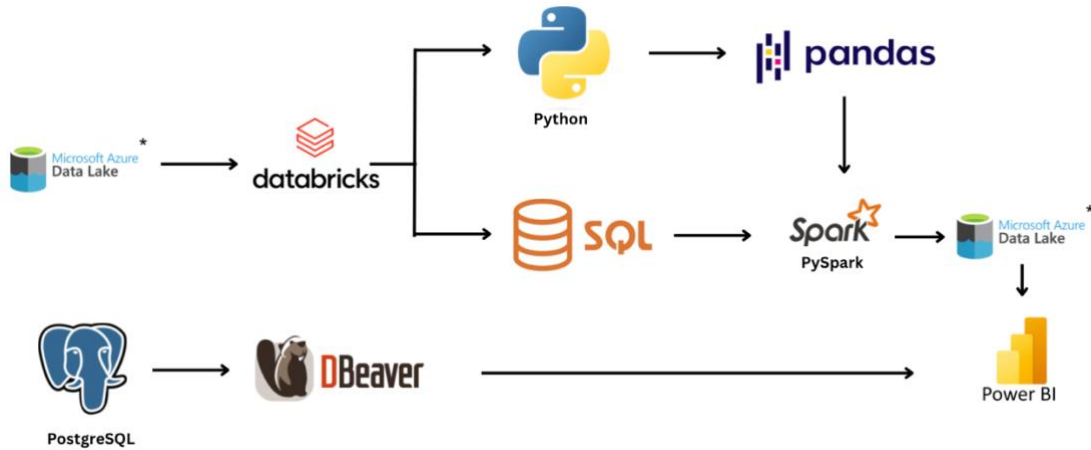 Python
pandas
Microsoft Azure *
Data Lake
databricks
SQL
Spark
PySpark
Microsoft Azure *
Data Lake
PostgreSQL
DBeaver
Power BI